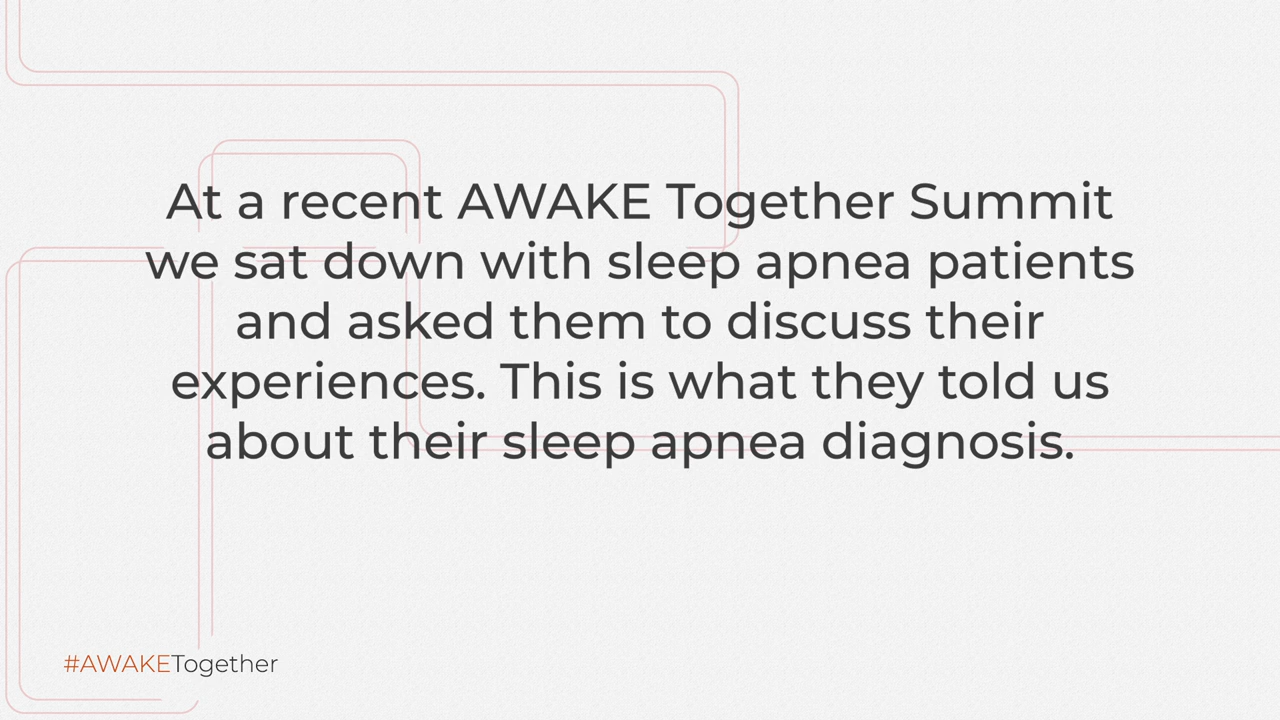 At a recent AWAKE Together Summit
we sat down with sleep apnea patients
and asked them to discuss their
experiences. This is what they told us
about their sleep apnea diagnosis.
#AWAKETogether